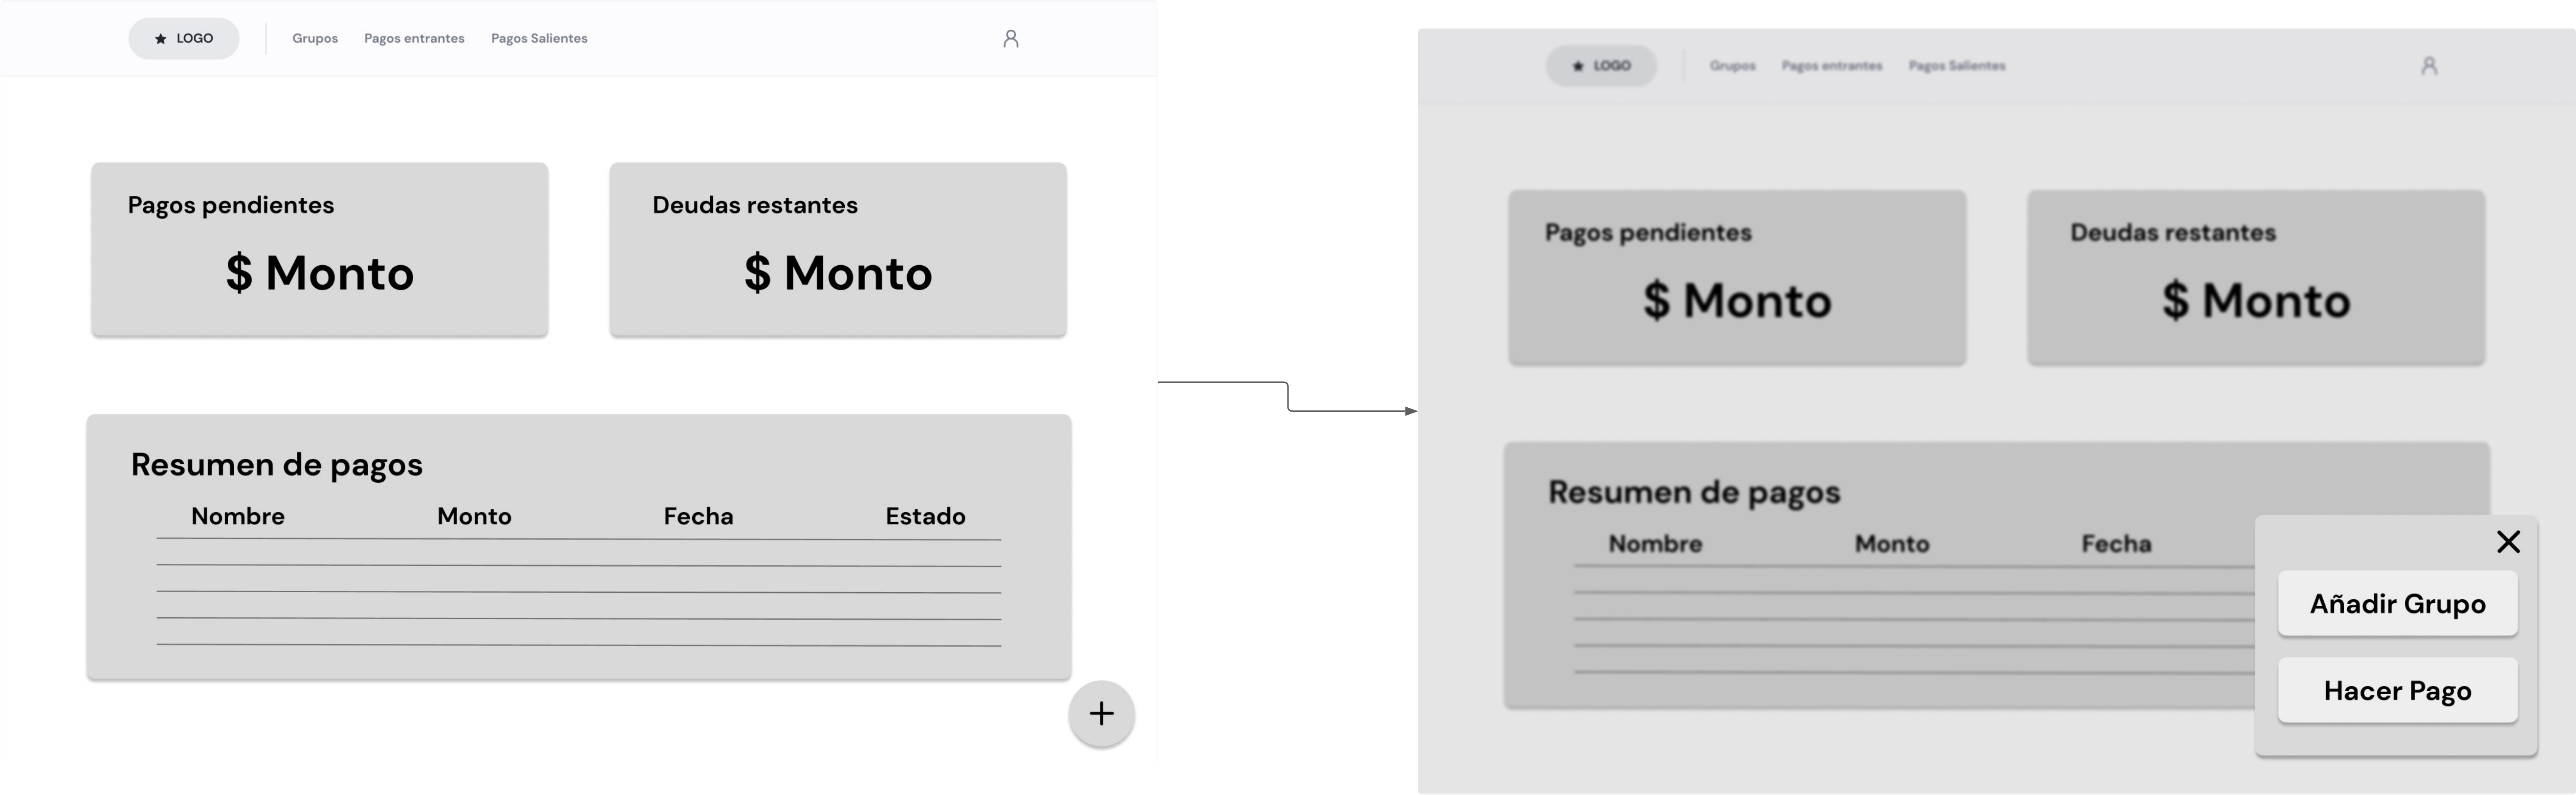 LOGO Grupos Pagos entrantes Pagos Salientes
Pagos pendientes
$ Monto
Deudas restantes
$ Monto
Resumen de pagos
Nombre Monto Fecha Estado
LOGO Grupos Pagos entrantes Pagos Salientes
Pagos pendientes
$ Monto
Deudas restantes
$ Monto
Resumen de pagos
Nombre Monto Fecha
Añadir Grupo
Hacer Pago